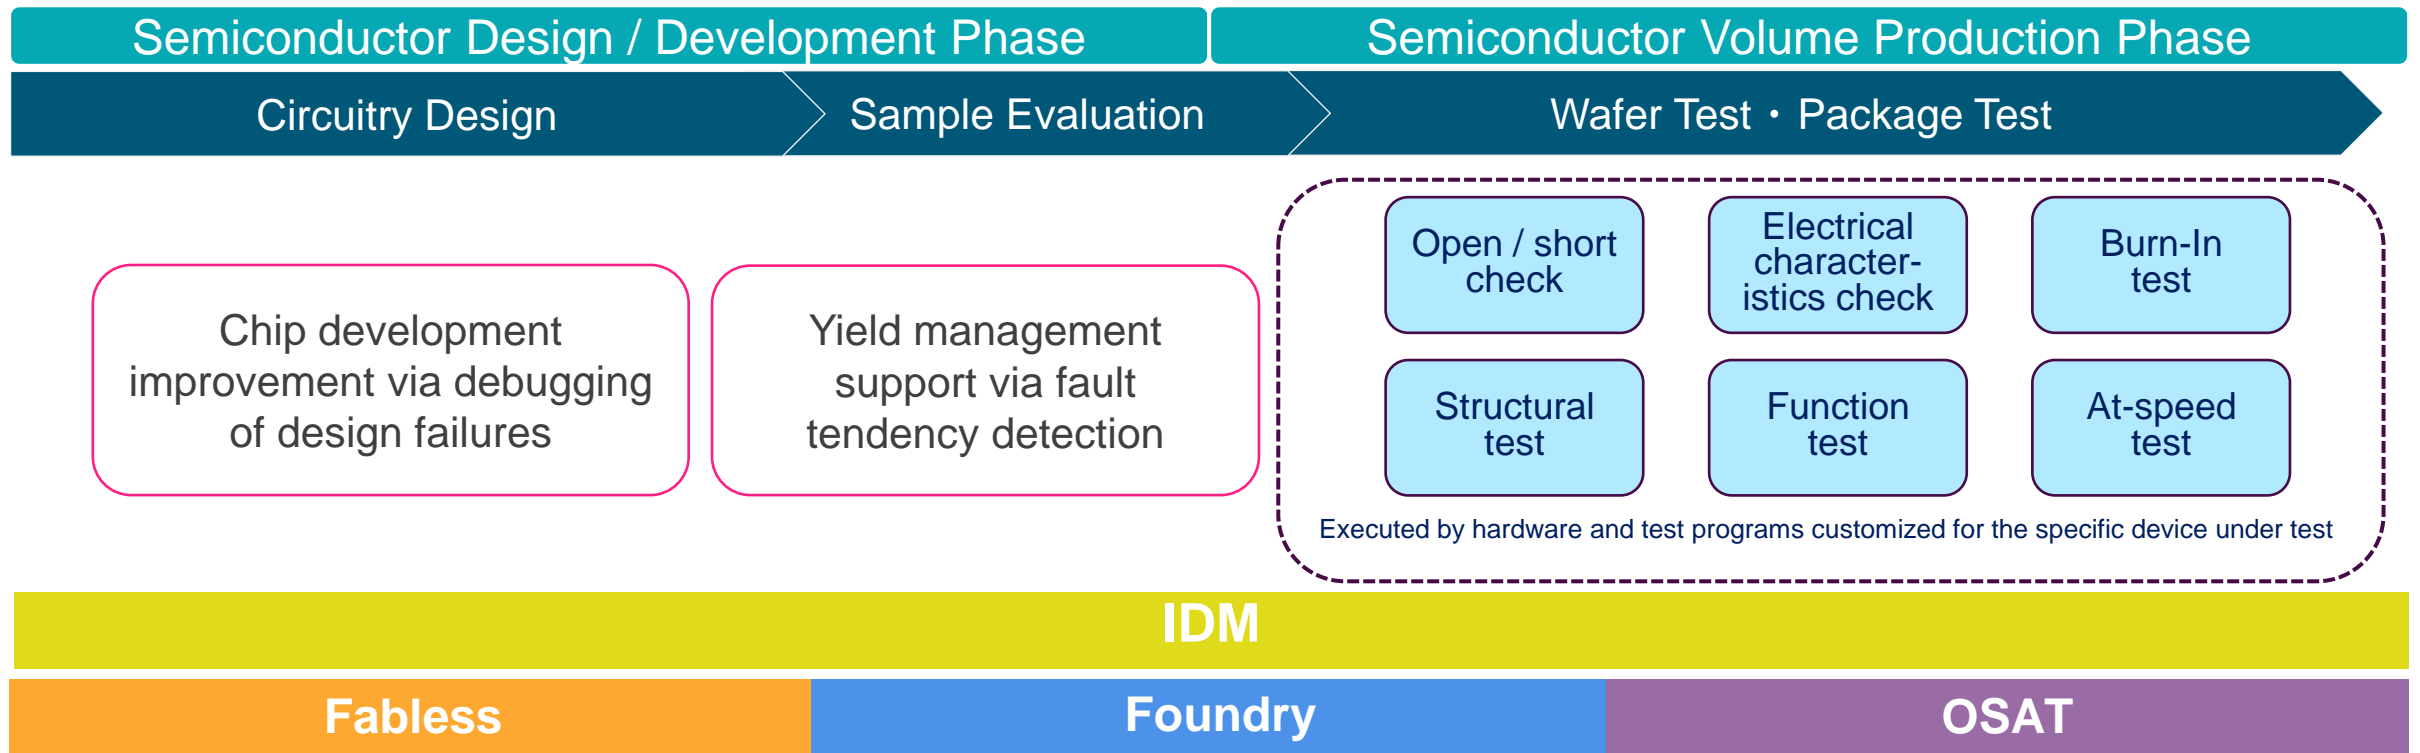 Semiconductor Design / Development Phase
Semiconductor Volume Production Phase
Circuitry Design
Sample Evaluation
Wafer Test・Package Test
Chip development
improvement via debugging
of design failures
Yield management
support via fault
tendency detection
Open / short
check
Electrical
character-
istics check
Burn-In
test
Structural
test
Function
test
At-speed
test
Executed by hardware and test programs customized for the specific device under test
IDM
Fabless
Foundry
OSAT